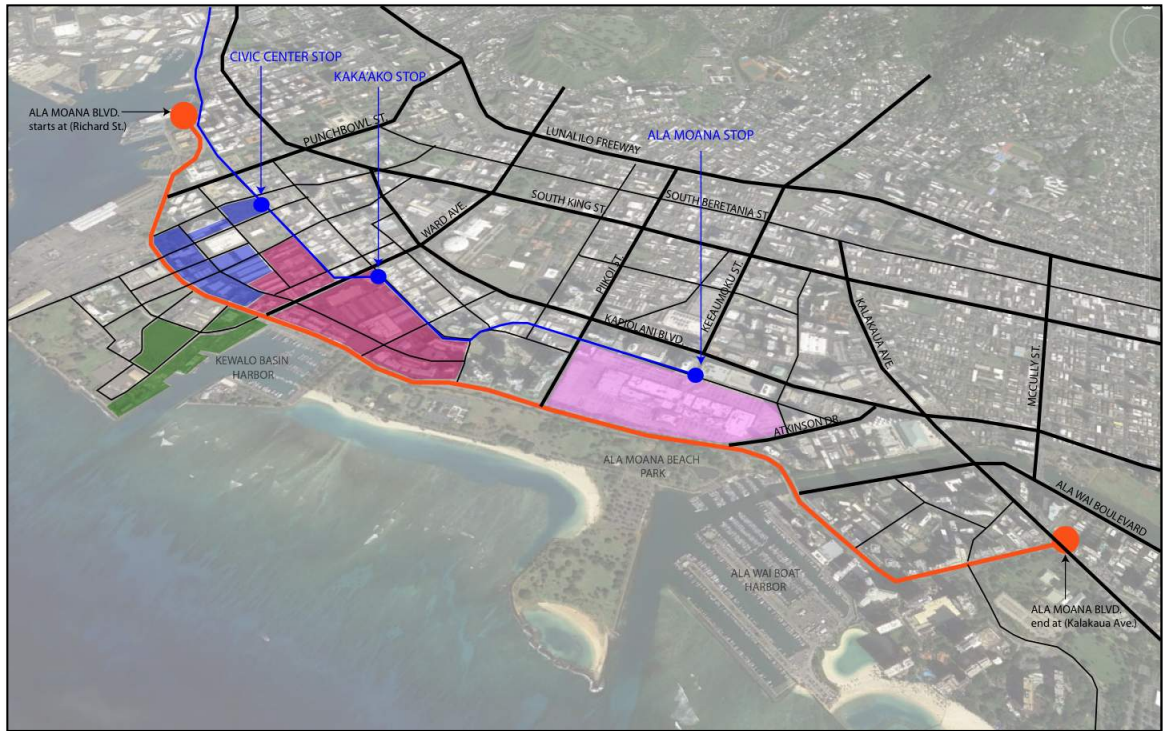 CIVIC CENTER STOP
KAKA'AKO STOP
ALA MOANA BLVD.
starts at (Richard St.)
PUNCHBOWL ST.
LUNALILO FREEWAY
ALA MOANA STOP
SOUTH KING ST.
SOUTH BERETANIA ST.
WARD AVE.
PIIKOI ST.
KEEAUMOKU ST.
KAPIOLANI BLVD.
KALAKAUA AVE.
MCCULLY ST.
KEWALO BASIN
HARBOR
ATKINSON DR.
ALA MOANA BEACH
PARK
ALA WAI BOULEVARD
ALA WAI BOAT
HARBOR
ALA MOANA BLVD.
end at (Kalakaua Ave.)